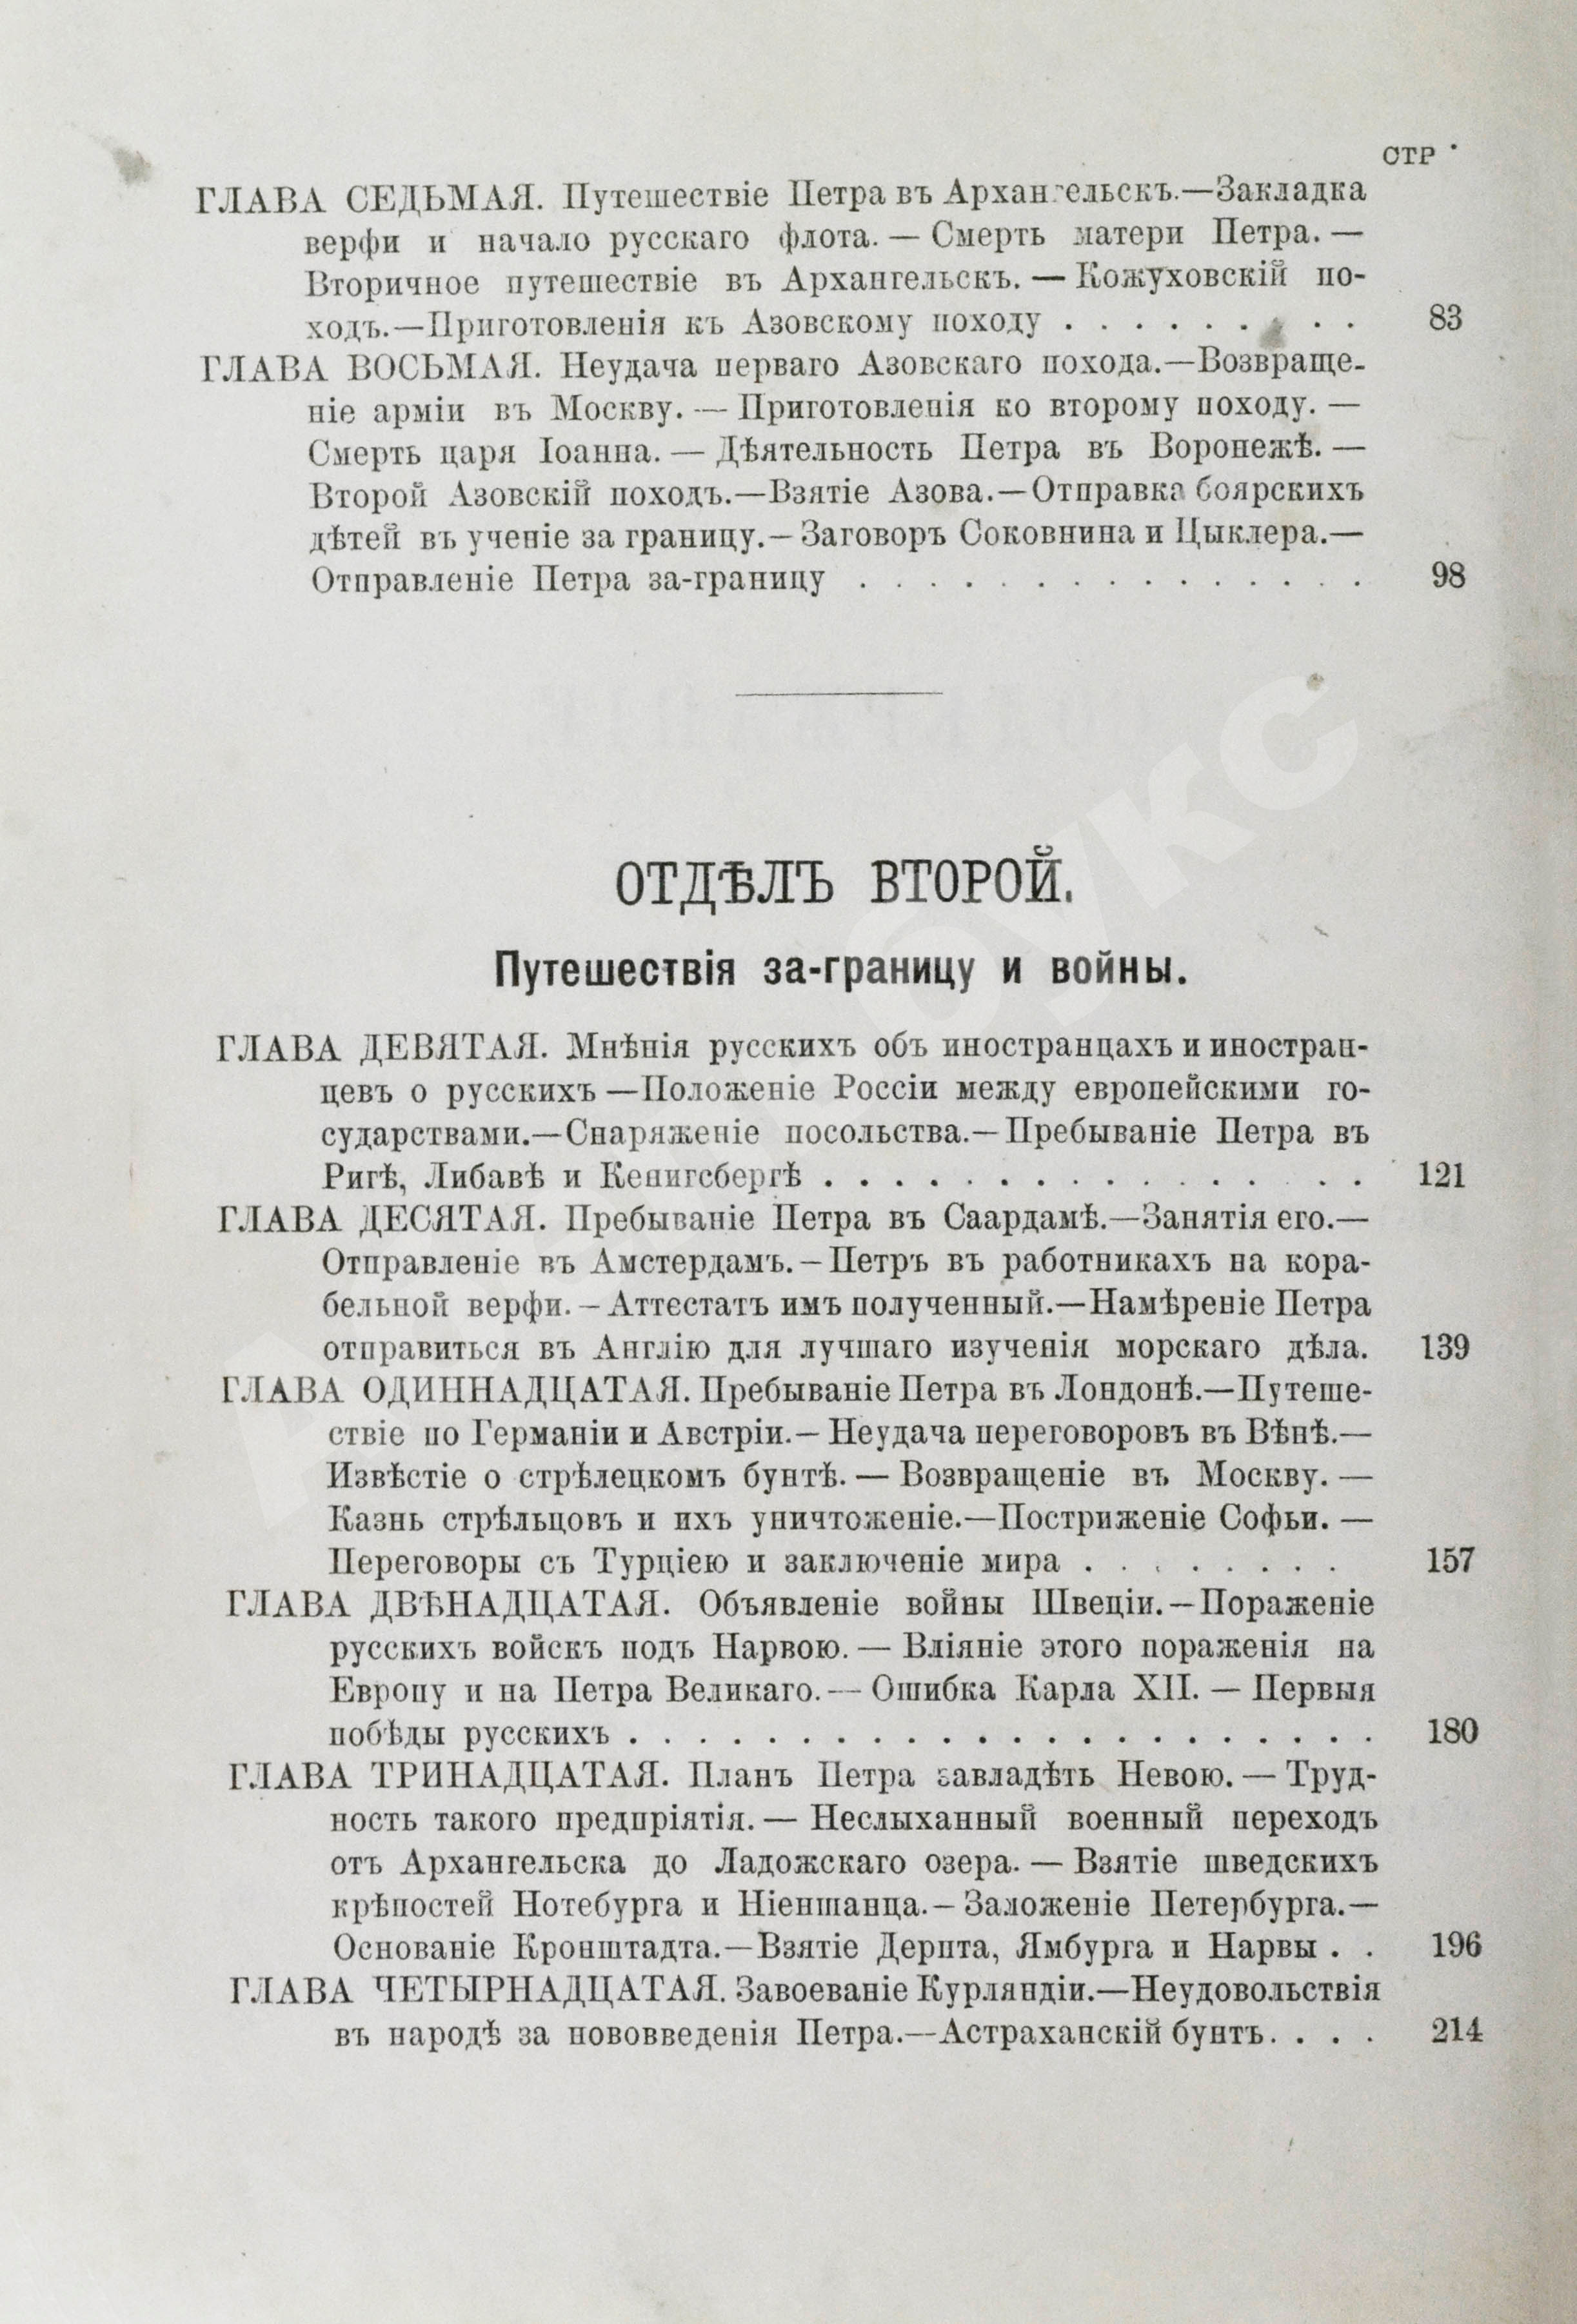 СТР.
ГЛАВА СЕДЬМАЯ. Путешествіе Петра въ Архангельскъ.—Закладка
верфи и начало русскаго флота. — Смерть матери Петра. —
Вторичное путешествіе въ Архангельскъ. — Кожуховскій по-
ходъ.—Приготовленія къ Азовскому походу . . . . . . . . . 83
ГЛАВА ВОСЬМАЯ. Неудача перваго Азовскаго похода.—Возвраще-
ніе арміи въ Москву. — Приготовленія ко второму походу. —
Смерть царя Іоанна. — Дѣятельность Петра въ Воронежѣ. —
Второй Азовскій походъ.—Взятіе Азова.—Отправка боярскихъ
дѣтей въ ученіе за границу.—Заговоръ Соковнина и Цыклера.—
Отправленіе Петра за-границу . . . . . . . . . . . . . . . 98
ОТДѢЛЪ ВТОРОЙ.
Путешествія за-границу и войны.
ГЛАВА ДЕВЯТАЯ. Мнѣнія русскихъ объ иностранцахъ и иностран-
цевъ о русскихъ —Положеніе Россіи между европейскими го-
сударствами.—Снаряженіе посольства.—Пребываніе Петра въ
Ригѣ, Либавѣ и Кенигсбергѣ . . . . . . . . . . . . . . . 121
ГЛАВА ДЕСЯТАЯ. Пребываніе Петра въ Саардамѣ.—Занятія его.—
Отправленіе въ Амстердамъ.—Петръ въ работникахъ на кора-
бельной верфи.—Аттестатъ имъ полученный.—Намѣреніе Петра
отправиться въ Англію для лучшаго изученія морскаго дѣла. 139
ГЛАВА ОДИННАДЦАТАЯ. Пребываніе Петра въ Лондонѣ.—Путеше-
ствіе по Германіи и Австріи.—Неудача переговоровъ въ Вѣнѣ.—
Извѣстіе о стрѣлецкомъ бунтѣ. — Возвращеніе въ Москву. —
Казнь стрѣльцовъ и ихъ уничтоженіе.—Постриженіе Софьи. —
Переговоры съ Турціею и заключеніе мира . . . . . . . . 157
ГЛАВА ДВѢНАДЦАТАЯ. Объявленіе войны Швеціи.—Пораженіе
русскихъ войскъ подъ Нарвою. — Вліяніе этого пораженія на
Европу и на Петра Великаго.— Ошибка Карла XII. — Первыя
побѣды русскихъ . . . . . . . . . . . . . . . . . . . . . . 180
ГЛАВА ТРИНАДЦАТАЯ. Планъ Петра завладѣть Невою. — Труд-
ность такого предпріятія. — Неслыханный военный переходъ
отъ Архангельска до Ладожскаго озера. — Взятіе шведскихъ
крѣпостей Нотебурга и Ніеншанца.—Заложеніе Петербурга.—
Основаніе Кронштадта.—Взятіе Дерпта, Ямбурга и Нарвы . . 196
ГЛАВА ЧЕТЫРНАДЦАТАЯ. Завоеваніе Курляндіи.—Неудовольствія
въ народѣ за нововведенія Петра.—Астраханскій бунтъ. . . . 214